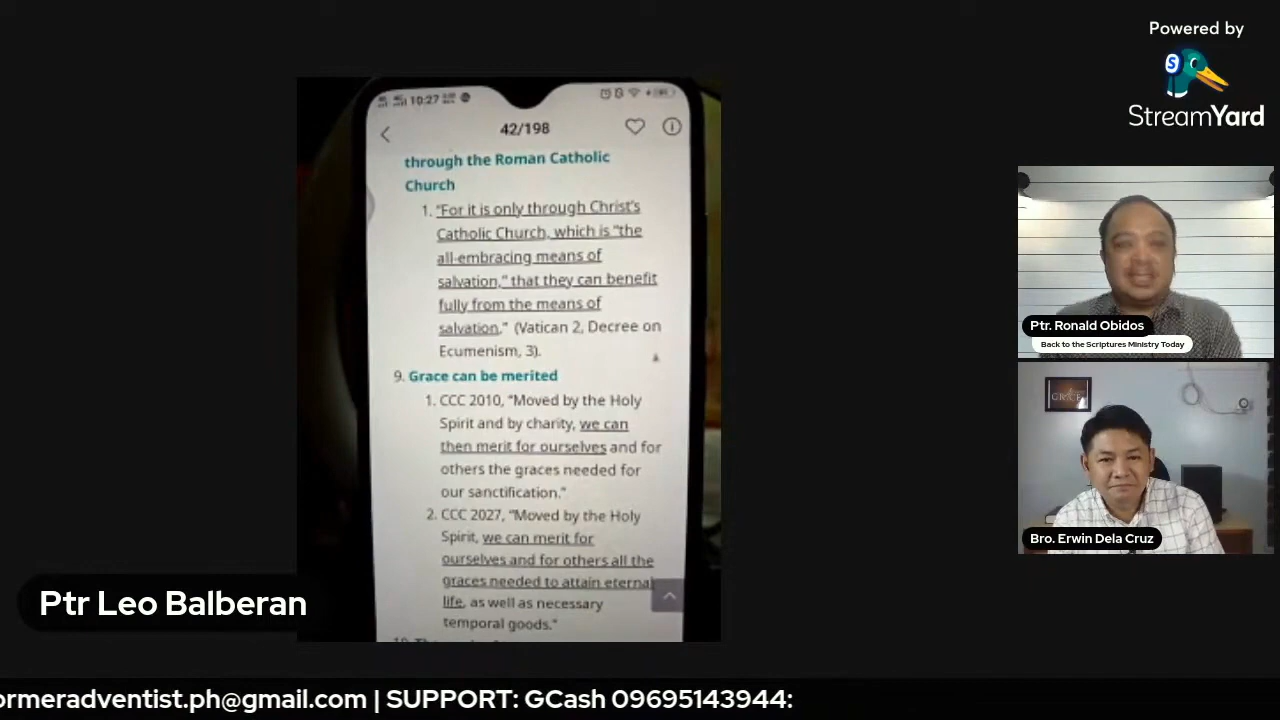 Powered by
StreamYard
10:27
42/198
through the Roman Catholic
Church
1. "For it is only through Christ's
Catholic Church, which is "the
all-embracing means of
salvation," that they can benefit
fully from the means of
salvation." (Vatican 2, Decree on
Ecumenism, 3).
9. Grace can be merited
1. CCC 2010, "Moved by the Holy
Spirit and by charity, we can
then merit for ourselves and for
others the graces needed for
our sanctification."
2. CCC 2027, "Moved by the Holy
Spirit, we can merit for
ourselves and for others all the
graces needed to attain eternal
life, as well as necessary
temporal goods."
Ptr. Ronald Obidos
Back to the Scriptures Ministry Today
GRACE
Bro. Erwin Dela Cruz
Ptr Leo Balberan
ormeradventist.ph@gmail.com | SUPPORT: GCash 09695143944: